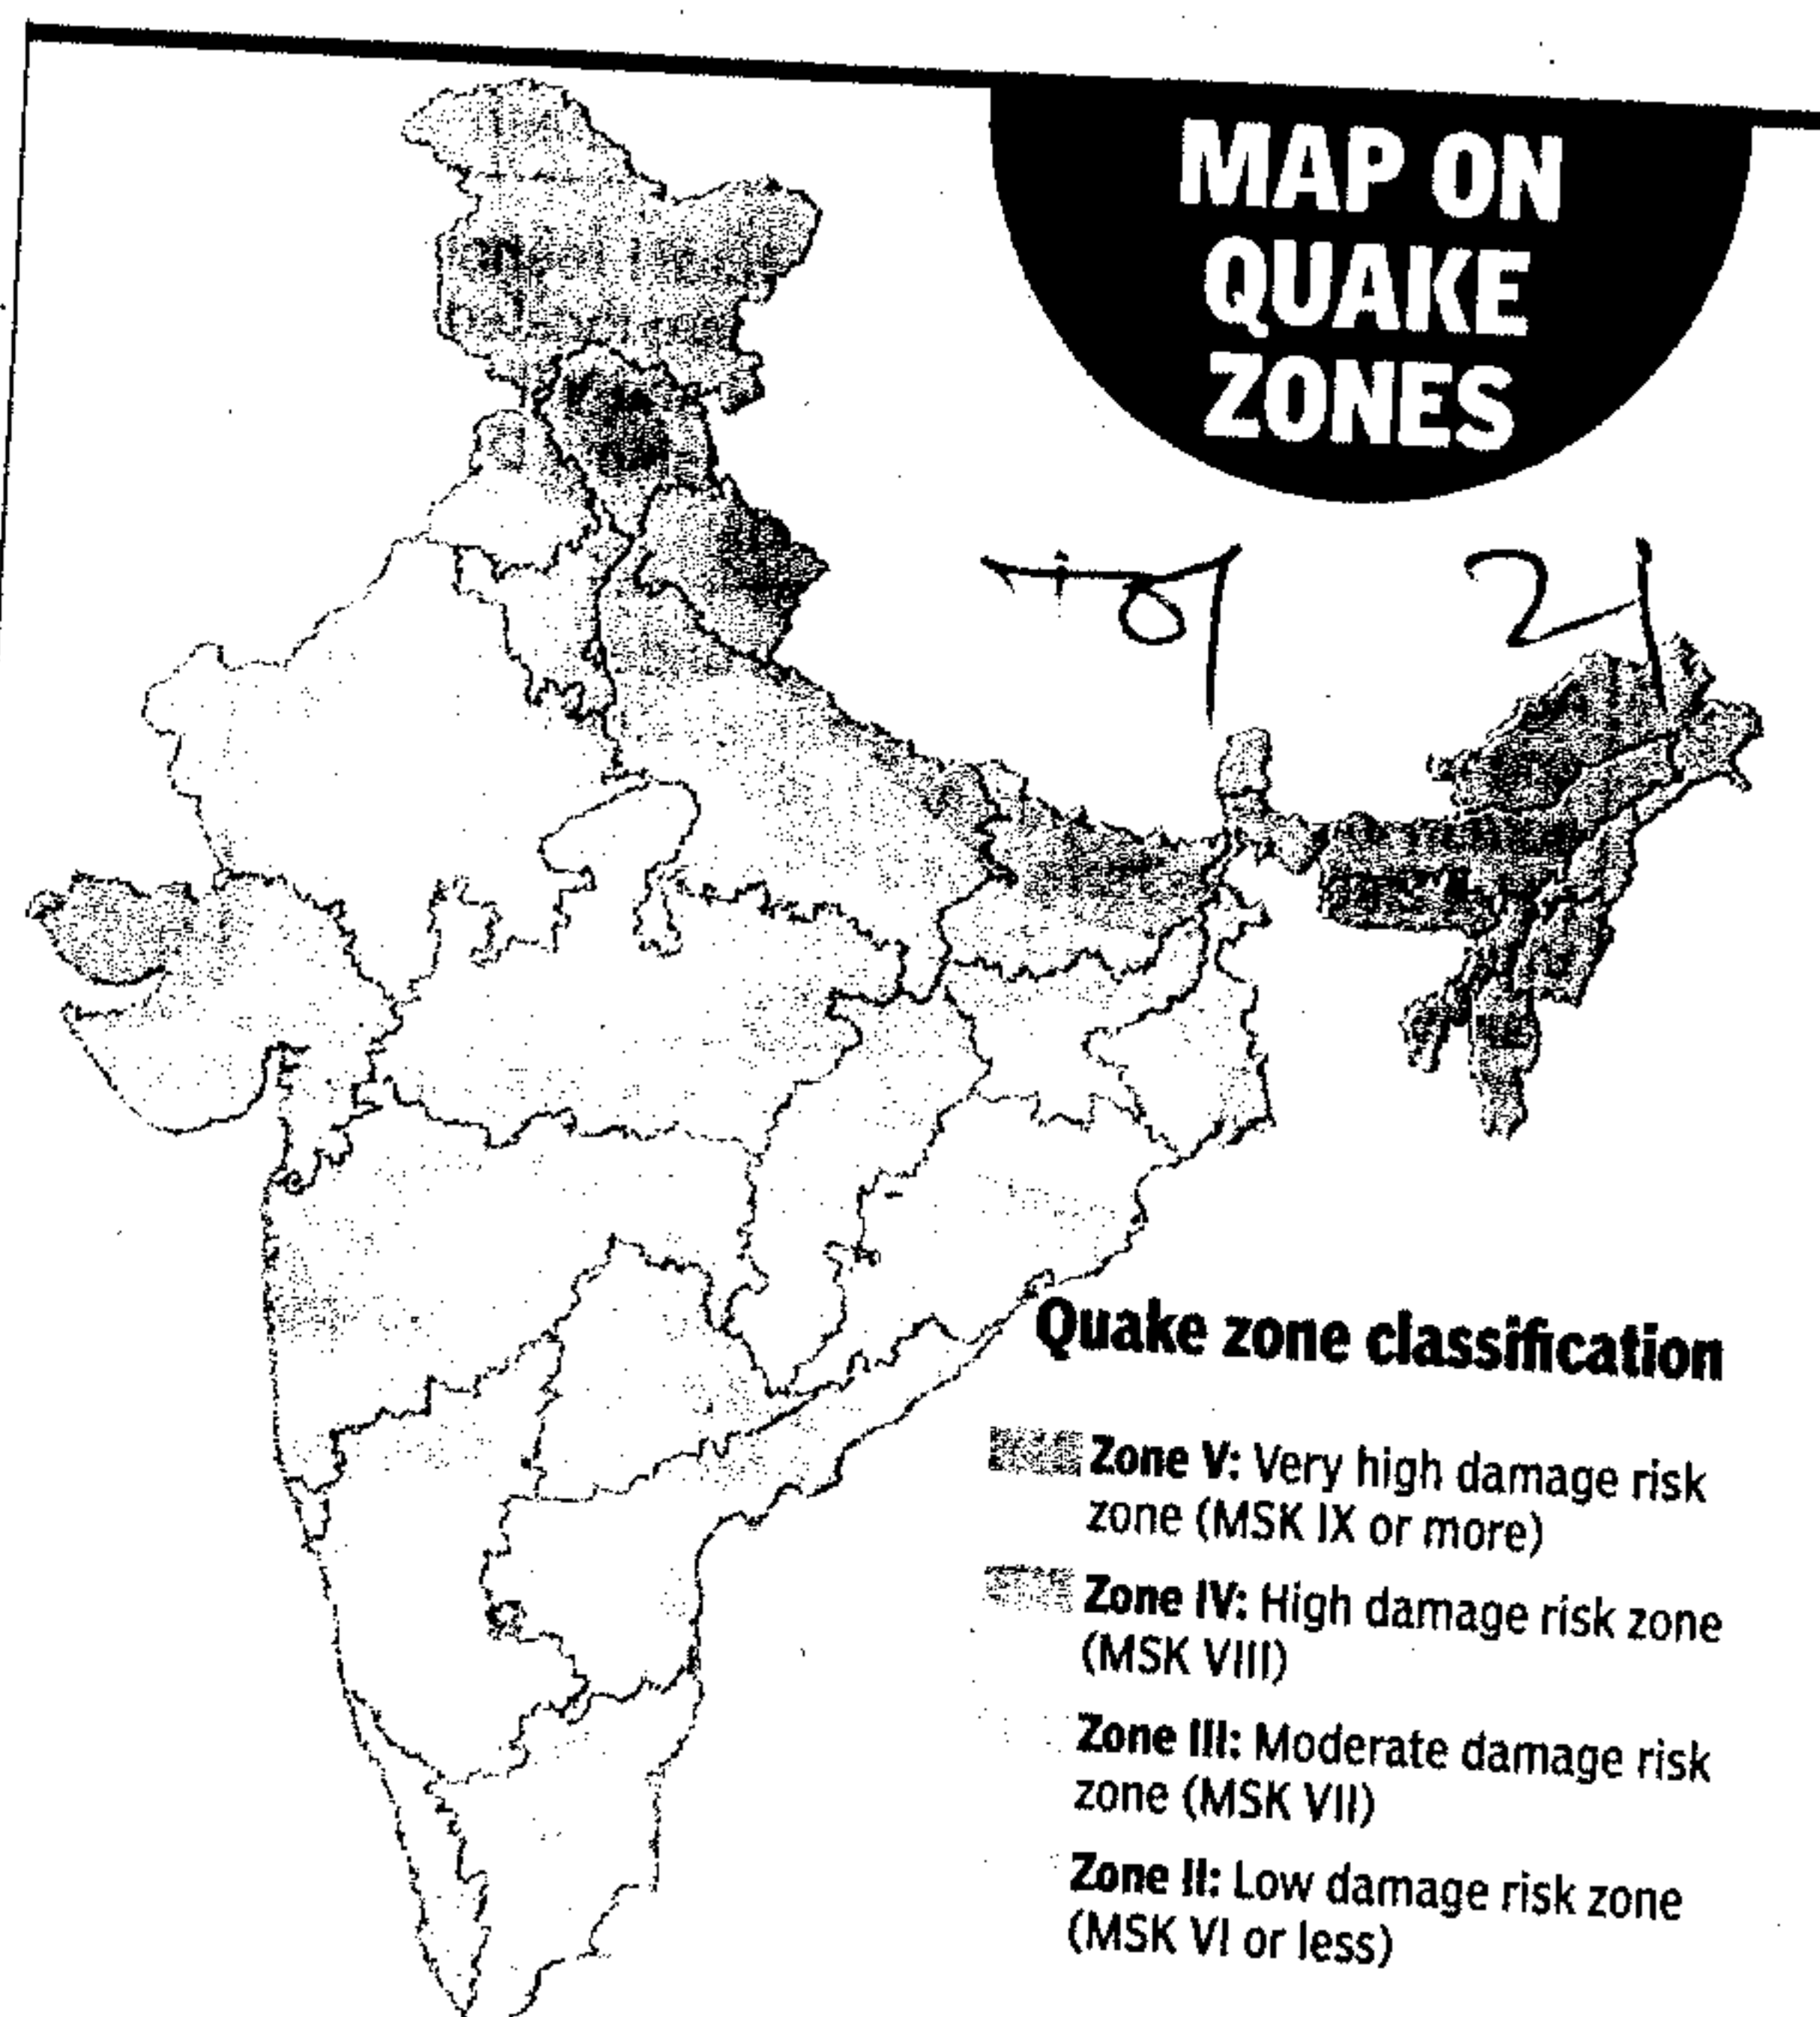 MAP ON
QUAKE
ZONES
Quake zone classification
Zone V: Very high damage risk
zone (MSK IX or more)
Zone IV: High damage risk zone
(MSK VIII)
Zone III: Moderate damage risk
zone (MSK VII)
Zone II: Low damage risk zone
(MSK VI or less)